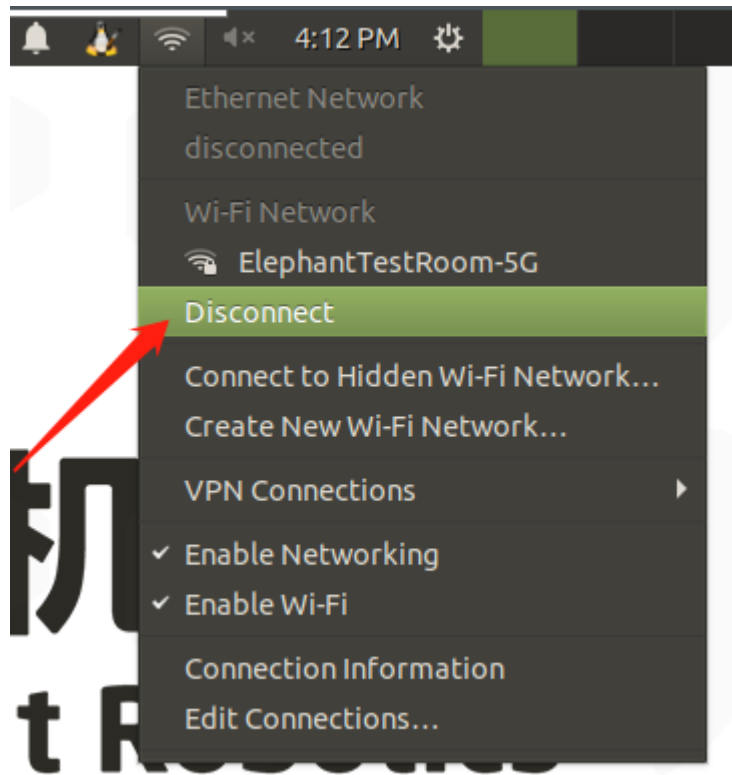 4:12 PM
Ethernet Network
disconnected
Wi-Fi Network
ElephantTestRoom-5G
Disconnect
Connect to Hidden Wi-Fi Network...
Create New Wi-Fi Network...
VPN Connections
Enable Networking
Enable Wi-Fi
Connection Information
Edit Connections...
机
t Robotics